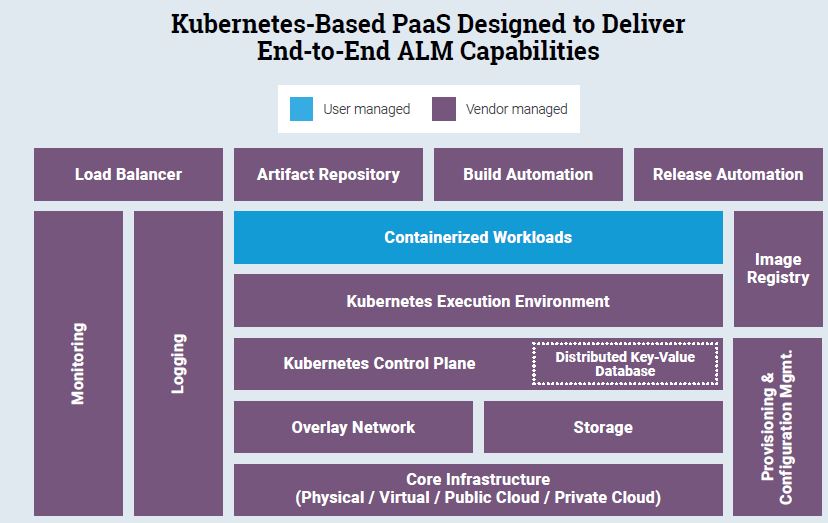 Kubernetes-Based PaaS Designed to Deliver
End-to-End ALM Capabilities
User managed
Vendor managed
Load Balancer
Artifact Repository
Build Automation
Release Automation
Monitoring
Logging
Containerized Workloads
Image
Registry
Kubernetes Execution Environment
Kubernetes Control Plane
Distributed Key-Value
Database
Provisioning &
Configuration Mgmt.
Overlay Network
Storage
Core Infrastructure
(Physical / Virtual / Public Cloud / Private Cloud)